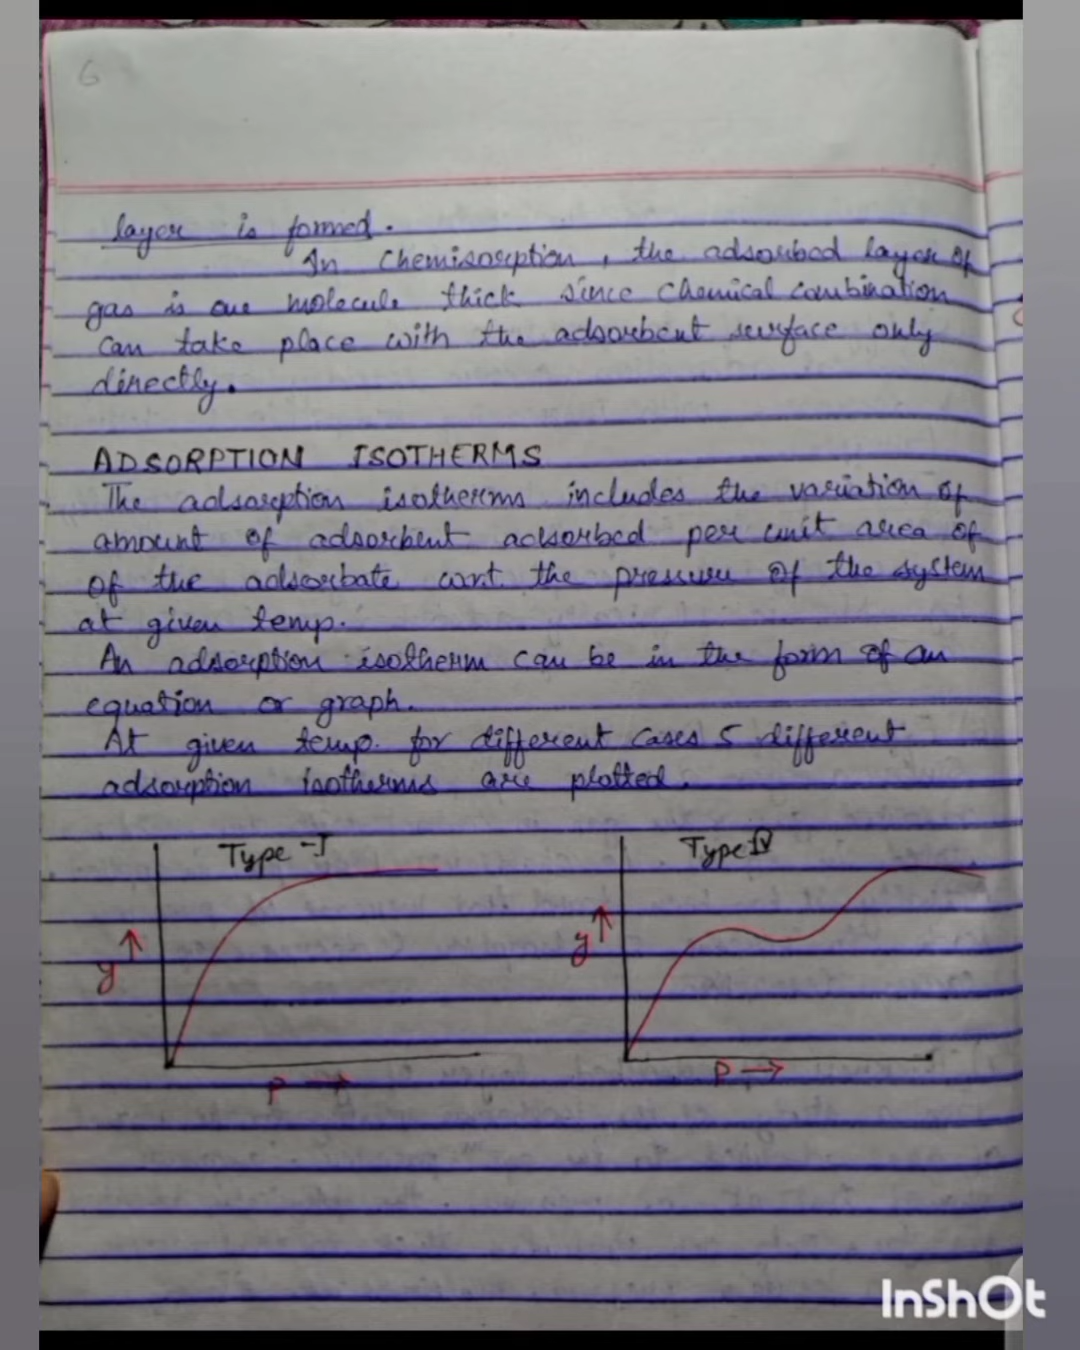 6
layer is formed.
In Chemisorption, the adsorbed layer of
gas is one molecule thick since chemical combination
can take place with the adsorbent surface only
directly.
ADSORPTION ISOTHERMS
The adsorption isotherms includes the variation of
amount of adsorbent adsorbed per unit area of
of the adsorbate wrt. the pressure of the system
at given temp.
An adsorption isotherm can be in the form of an
equation or graph.
At given temp. for different cases 5 different
adsorption isotherms are plotted.
Type-I
y ↑
P →
Type IV
y ↑
P →
InShOt